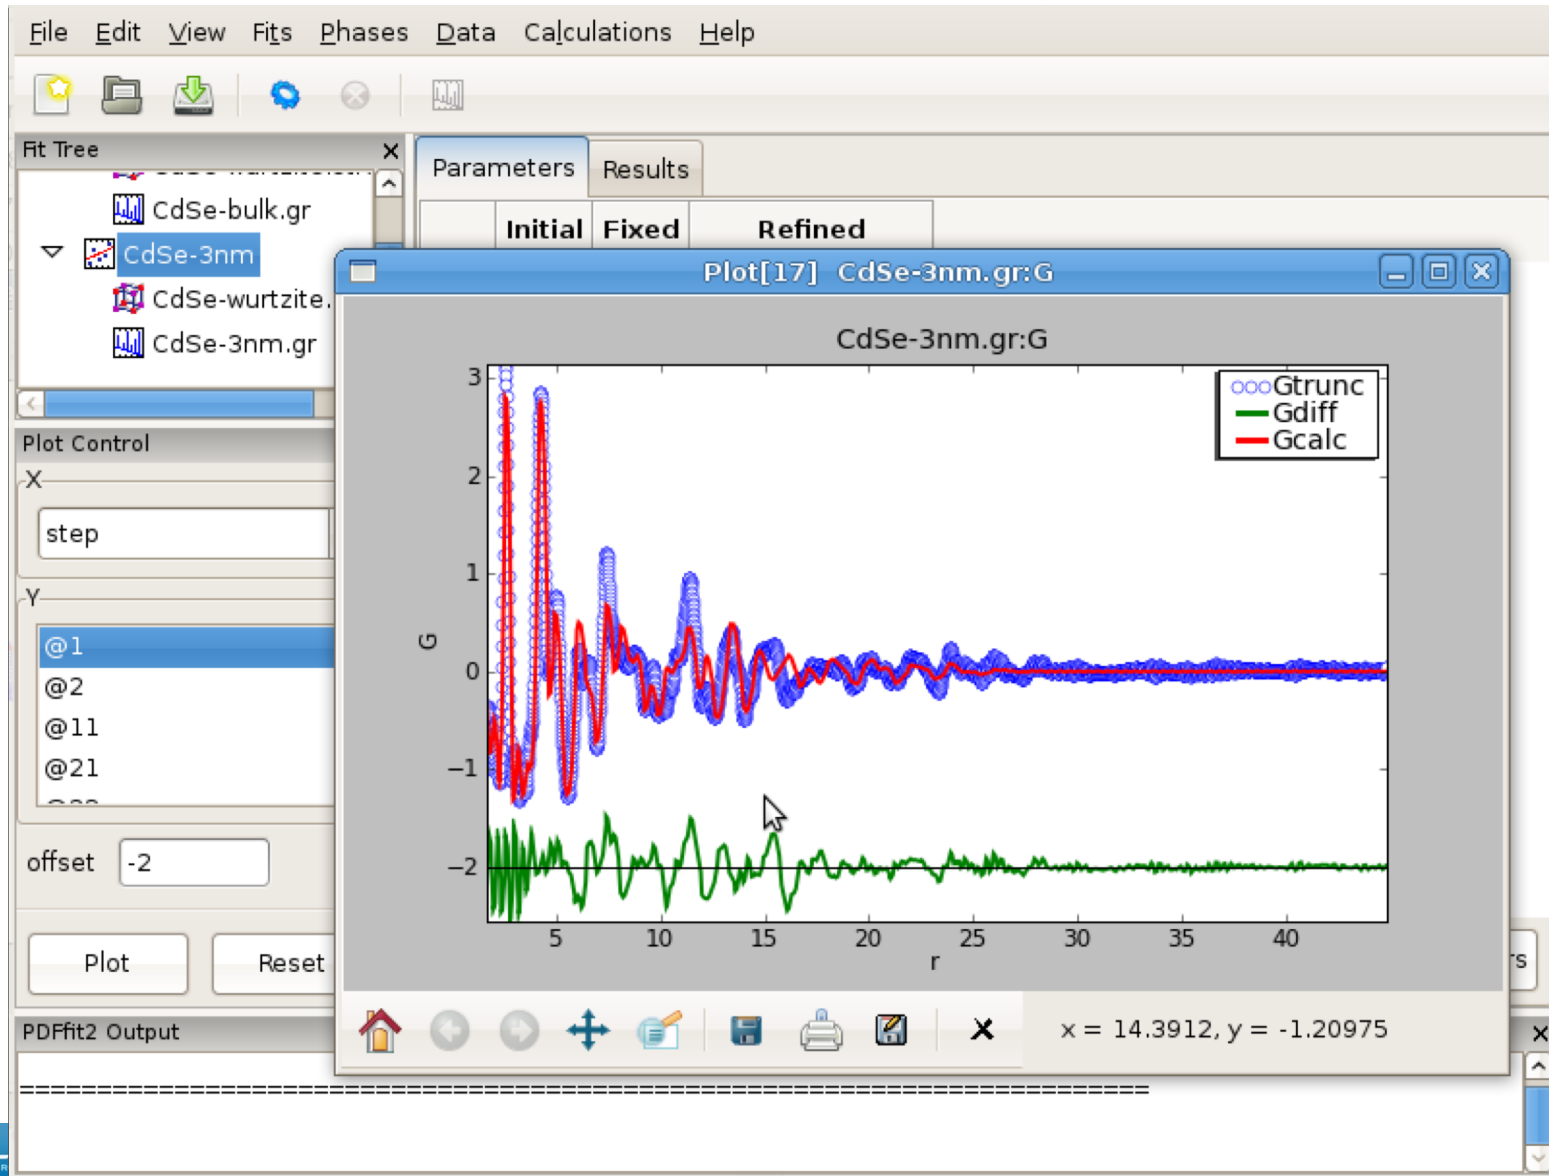 File Edit View Fits Phases Data Calculations Help
Fit Tree
Parameters Results
CdSe-bulk.gr
Initial Fixed Refined
CdSe-3nm
Plot[17] CdSe-3nm.gr:G
CdSe-wurtzite.
CdSe-3nm.gr
CdSe-3nm.gr:G
3
2
1
0
−1
−2
G
Gtrunc
Gdiff
Gcalc
5 10 15 20 25 30 35 40
r
Plot Control
X
step
Y
@1
@2
@11
@21
offset -2
Plot Reset
rs
x = 14.3912, y = -1.20975
PDFfit2 Output
==========================================================================